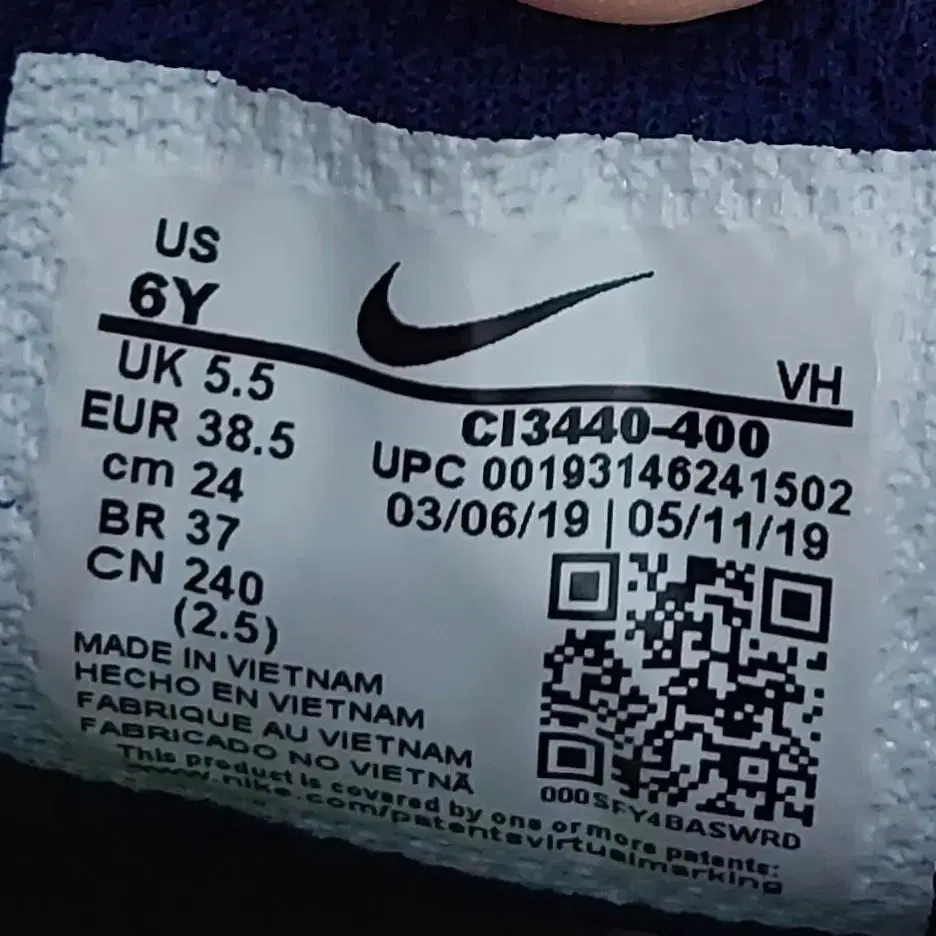 US
6Y
UK 5.5
EUR 38.5
cm 24
BR 37
CN 240
(2.5)
VH
CI3440-400
UPC 00193146241502
03/06/19 | 05/11/19
MADE IN VIETNAM
HECHO EN VIETNAM
FABRIQUE AU VIETNAM
FABRICADO NO VIETNÃ
000SFY4BASWRD
This product is covered by one or more patents:
www.nike.com/patentsvirtualmarking